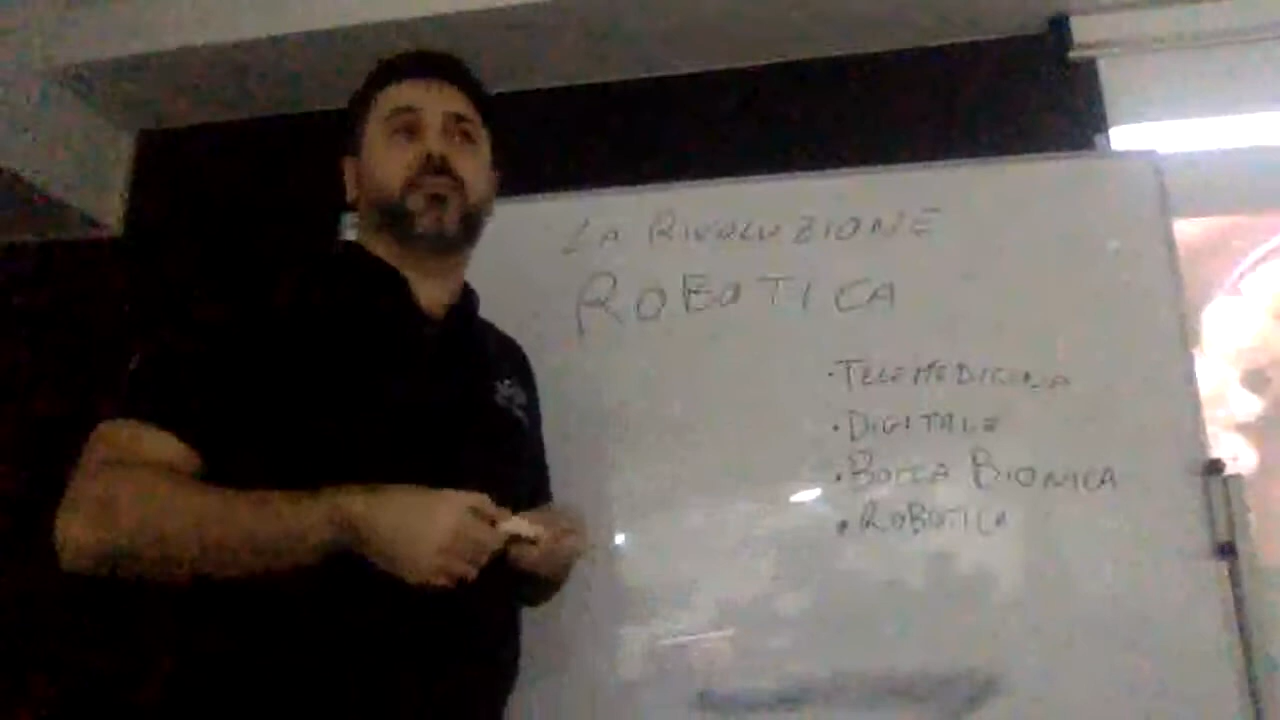 LA RIVOLUZIONE
ROBOTICA
• TELEMEDICINA
• DIGITALE
• BOCCA BIONICA
• ROBOTICA